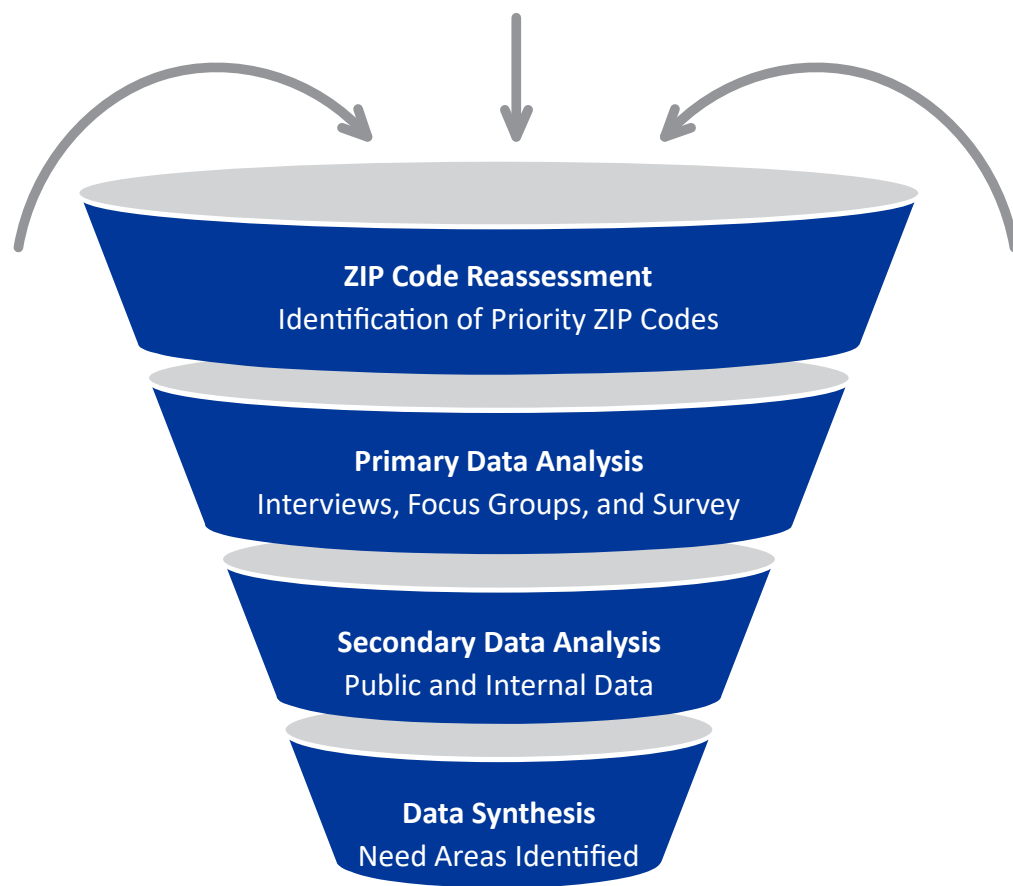 ZIP Code Reassessment
Identification of Priority ZIP Codes
Primary Data Analysis
Interviews, Focus Groups, and Survey
Secondary Data Analysis
Public and Internal Data
Data Synthesis
Need Areas Identified